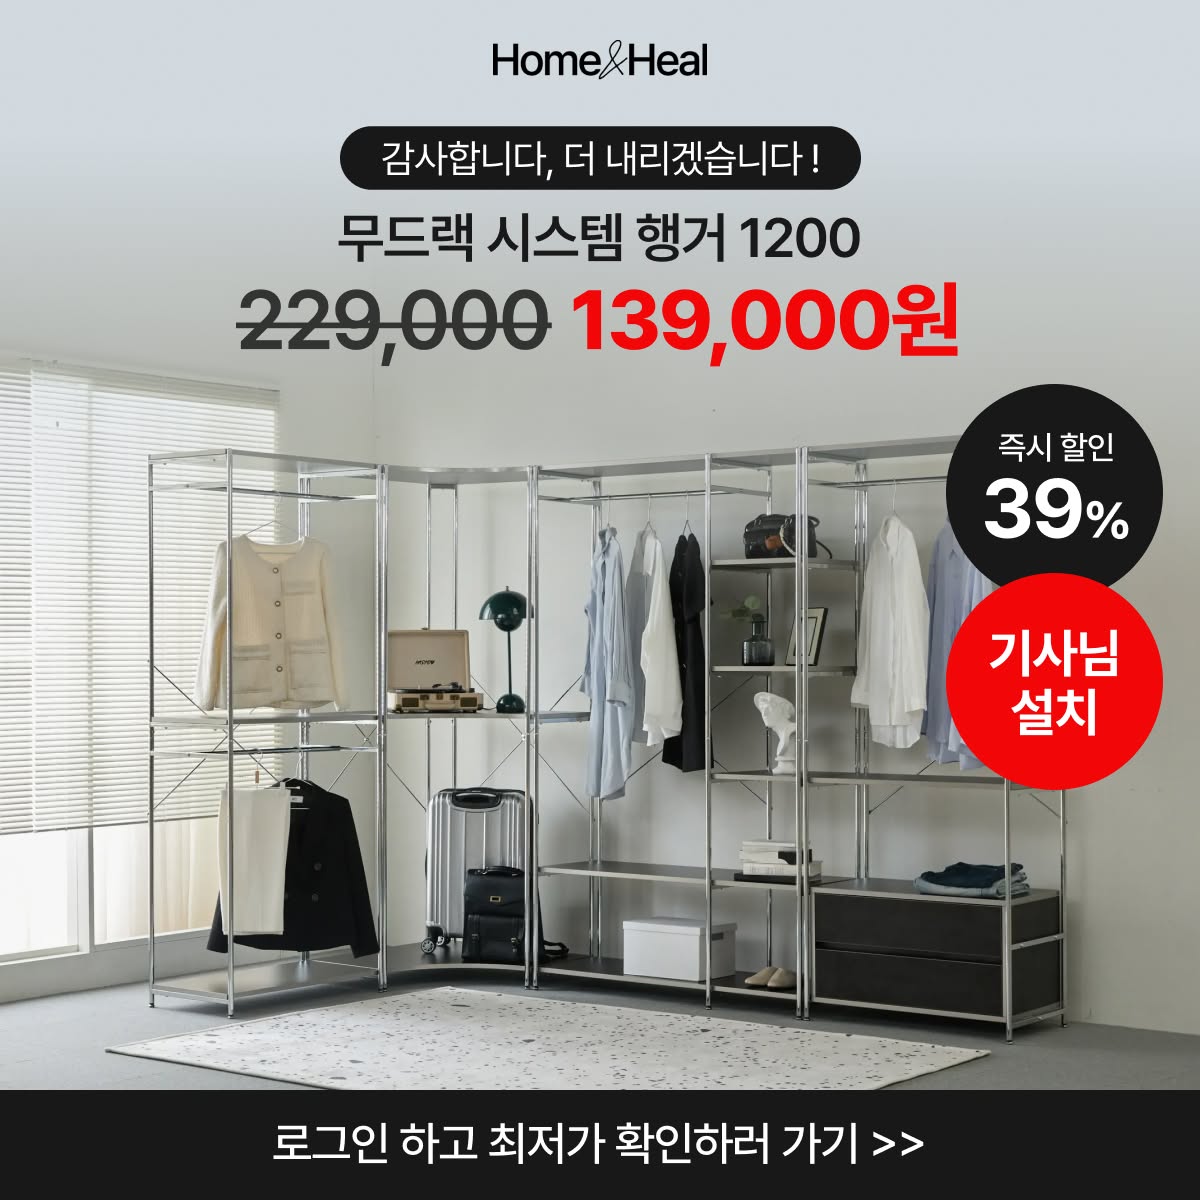 Home&Heal
감사합니다, 더 내리겠습니다 !
무드랙 시스템 행거 1200
229,000 139,000원
즉시 할인
39%
기사님
설치
로그인 하고 최저가 확인하러 가기 >>